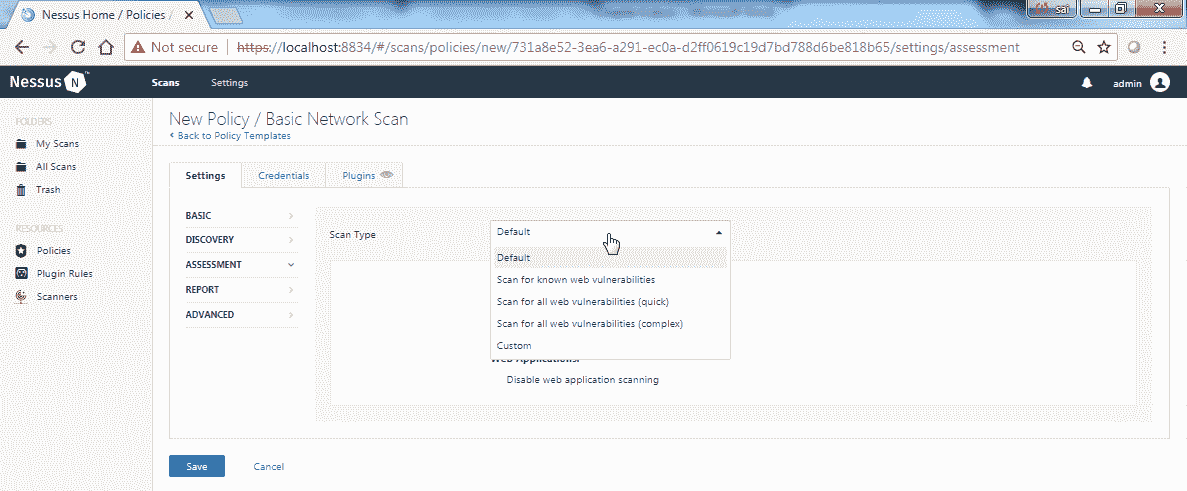 Nessus Home / Policies /
sai
Not secure | https://localhost:8834/#/scans/policies/new/731a8e52-3ea6-a291-ec0a-d2ff0619c19d7bd788d6be818b65/settings/assessment
Nessus N
Scans
Settings
admin
FOLDERS
My Scans
All Scans
Trash
RESOURCES
Policies
Plugin Rules
Scanners
New Policy / Basic Network Scan
Back to Policy Templates
Settings
Credentials
Plugins
BASIC
DISCOVERY
ASSESSMENT
REPORT
ADVANCED
Scan Type
Default
Default
Scan for known web vulnerabilities
Scan for all web vulnerabilities (quick)
Scan for all web vulnerabilities (complex)
Custom
Web Applications:
Disable web application scanning
Save
Cancel